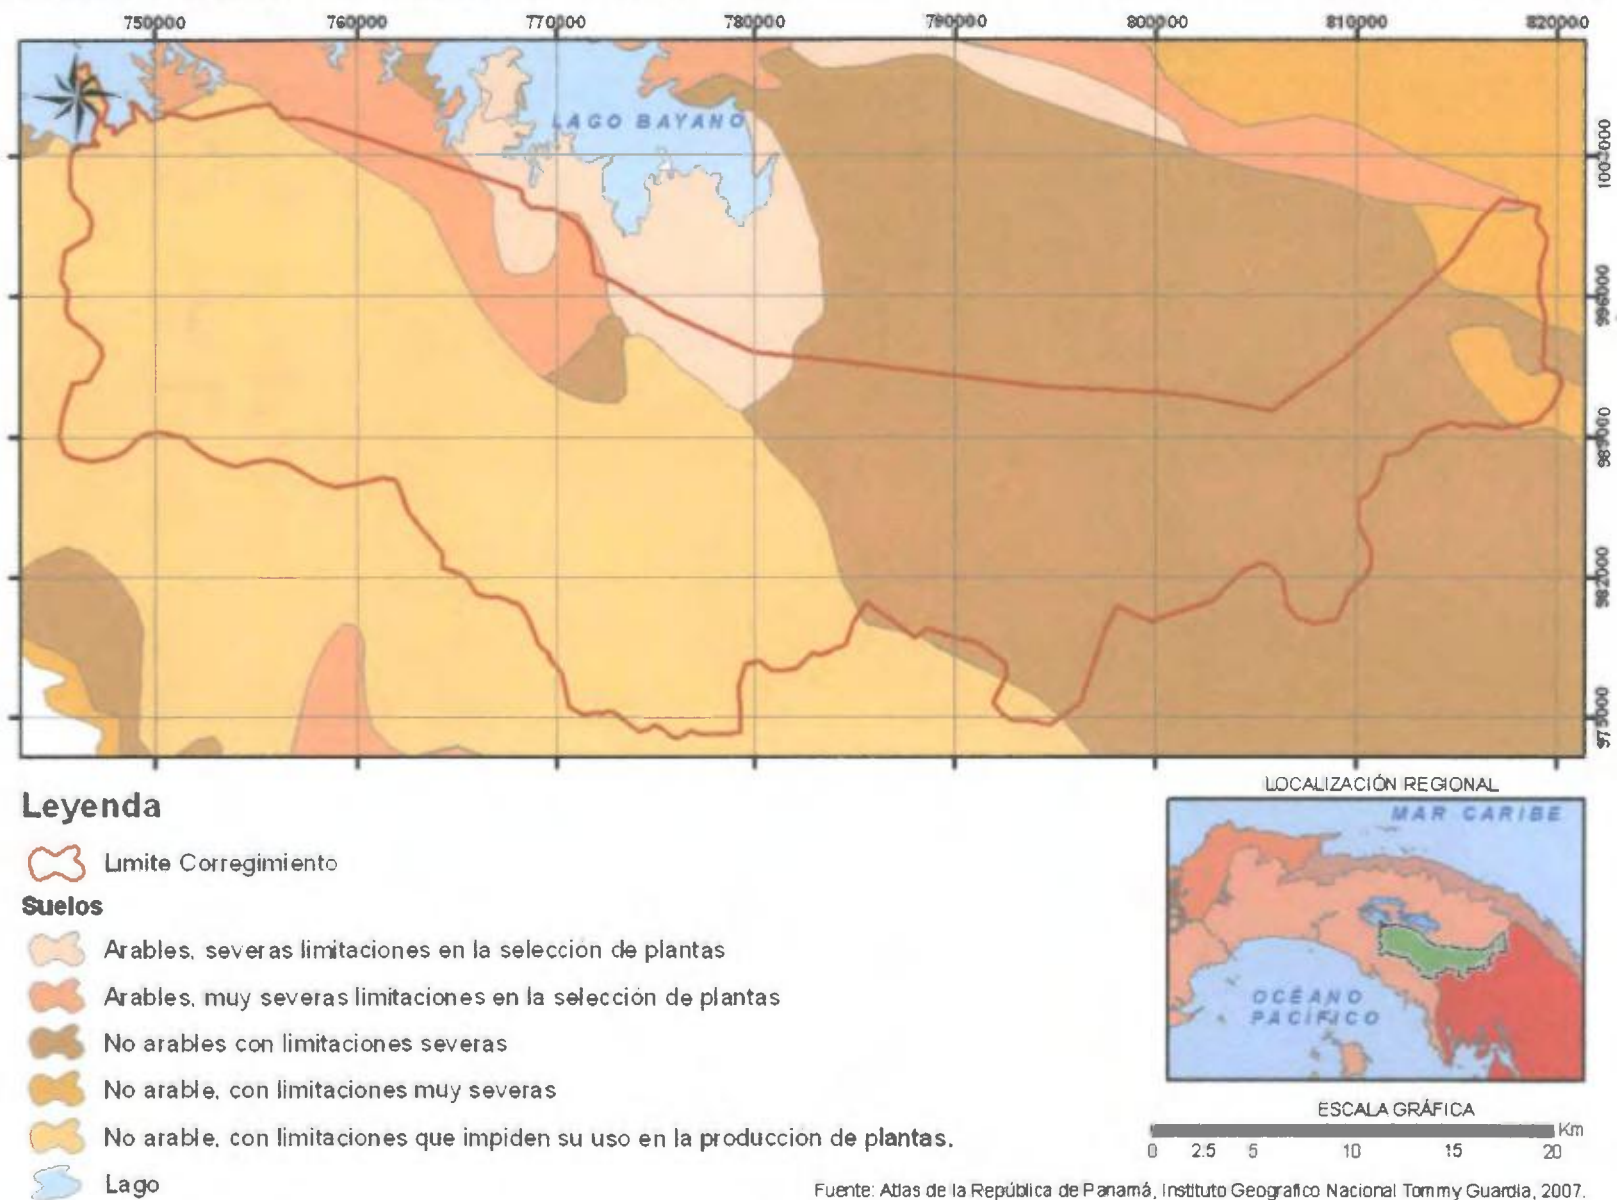 750000 760000 770000 780000 790000 800000 810000 820000
LAGO BAYANO
1003000
996000
989000
982000
975000
Leyenda
Limite Corregimiento
Suelos
Arables, severas limitaciones en la selección de plantas
Arables, muy severas limitaciones en la selección de plantas
No arables con limitaciones severas
No arable, con limitaciones muy severas
No arable, con limitaciones que impiden su uso en la producción de plantas.
Lago
LOCALIZACIÓN REGIONAL
MAR CARIBE
OCÉANO
PACÍFICO
ESCALA GRÁFICA
Km
0 2.5 5 10 15 20
Fuente: Atlas de la República de Panamá, Instituto Geografico Nacional Tommy Guardia, 2007.